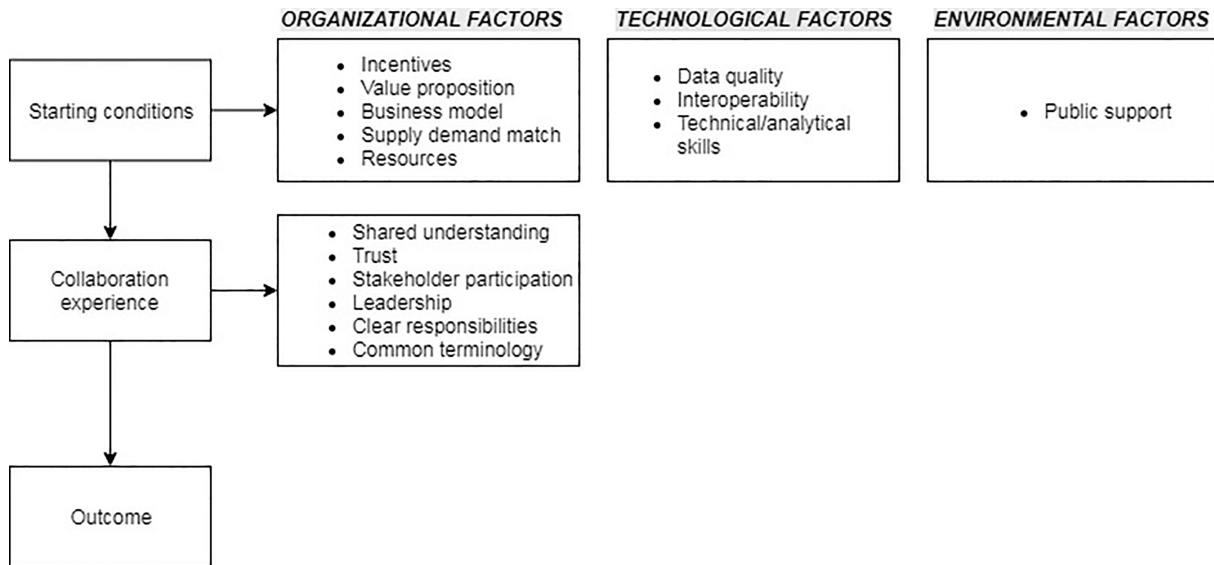 ORGANIZATIONAL FACTORS
TECHNOLOGICAL FACTORS
ENVIRONMENTAL FACTORS
Starting conditions
• Incentives
• Value proposition
• Business model
• Supply demand match
• Resources
• Data quality
• Interoperability
• Technical/analytical
skills
• Public support
Collaboration
experience
• Shared understanding
• Trust
• Stakeholder participation
• Leadership
• Clear responsibilities
• Common terminology
Outcome